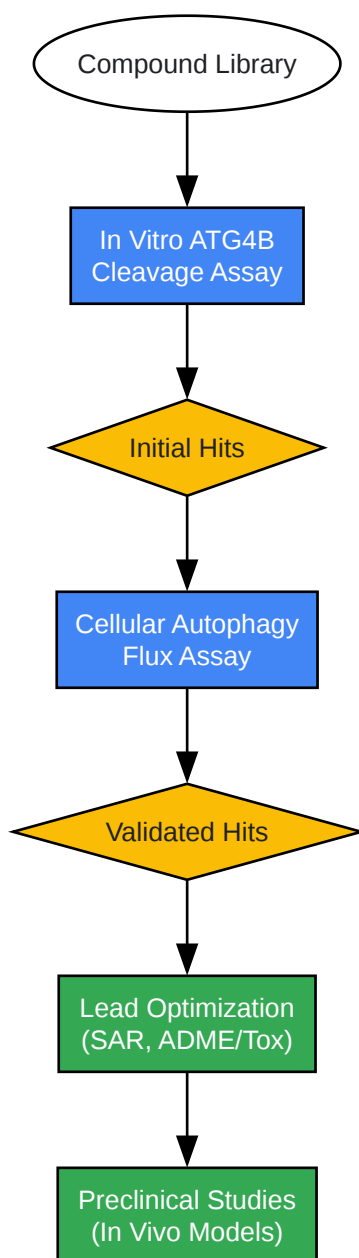 Compound Library
In Vitro ATG4B
Cleavage Assay
Initial Hits
Cellular Autophagy
Flux Assay
Validated Hits
Lead Optimization
(SAR, ADME/Tox)
Preclinical Studies
(In Vivo Models)